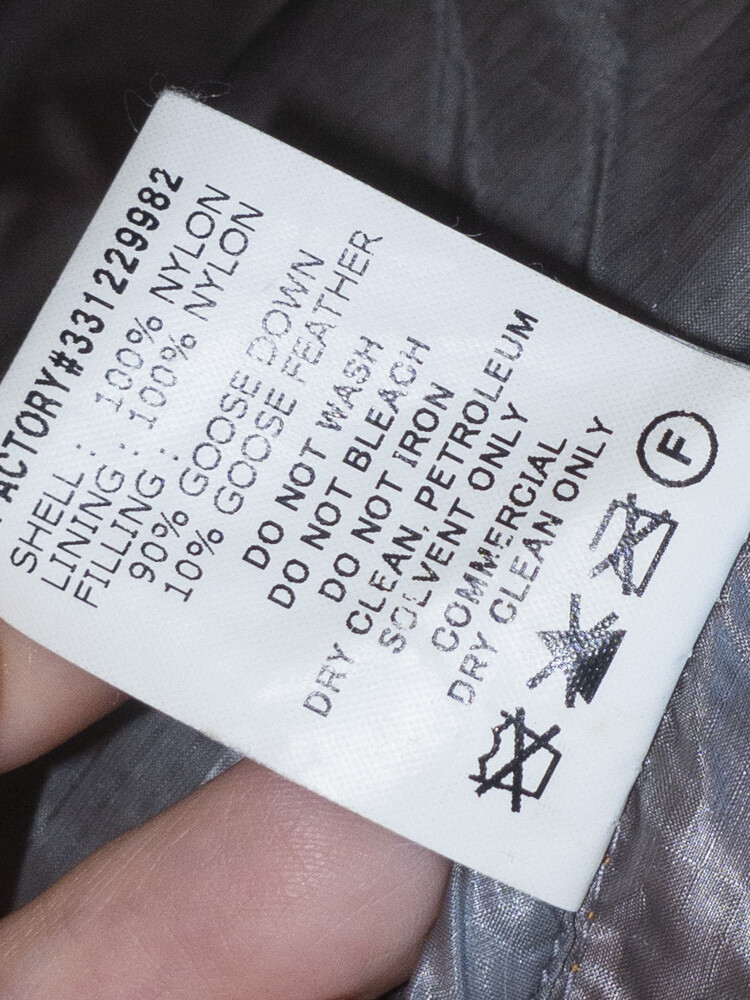 FACTORY#331229982
SHELL : 100% NYLON
LINING : 100% NYLON
FILLING :
90% GOOSE DOWN
10% GOOSE FEATHER
DO NOT WASH
DO NOT BLEACH
DO NOT IRON
DRY CLEAN, PETROLEUM
SOLVENT ONLY
COMMERCIAL
DRY CLEAN ONLY
F